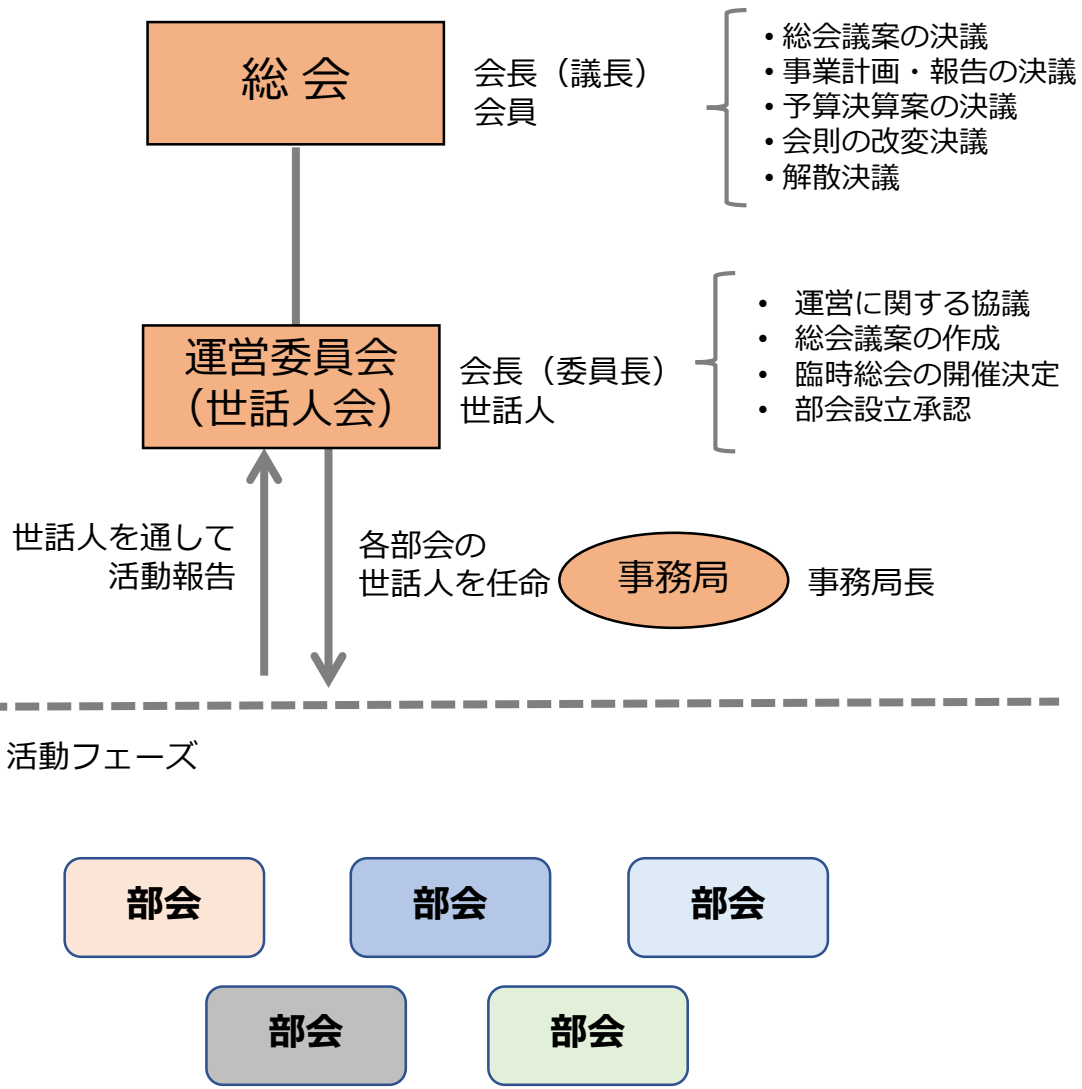 総 会
会長（議長）
会員
• 総会議案の決議
• 事業計画・報告の決議
• 予算決算案の決議
• 会則の改変決議
• 解散決議
運営委員会
（世話人会）
会長（委員長）
世話人
• 運営に関する協議
• 総会議案の作成
• 臨時総会の開催決定
• 部会設立承認
世話人を通して
活動報告
各部会の
世話人を任命
事務局
事務局長
活動フェーズ
部会
部会
部会
部会
部会